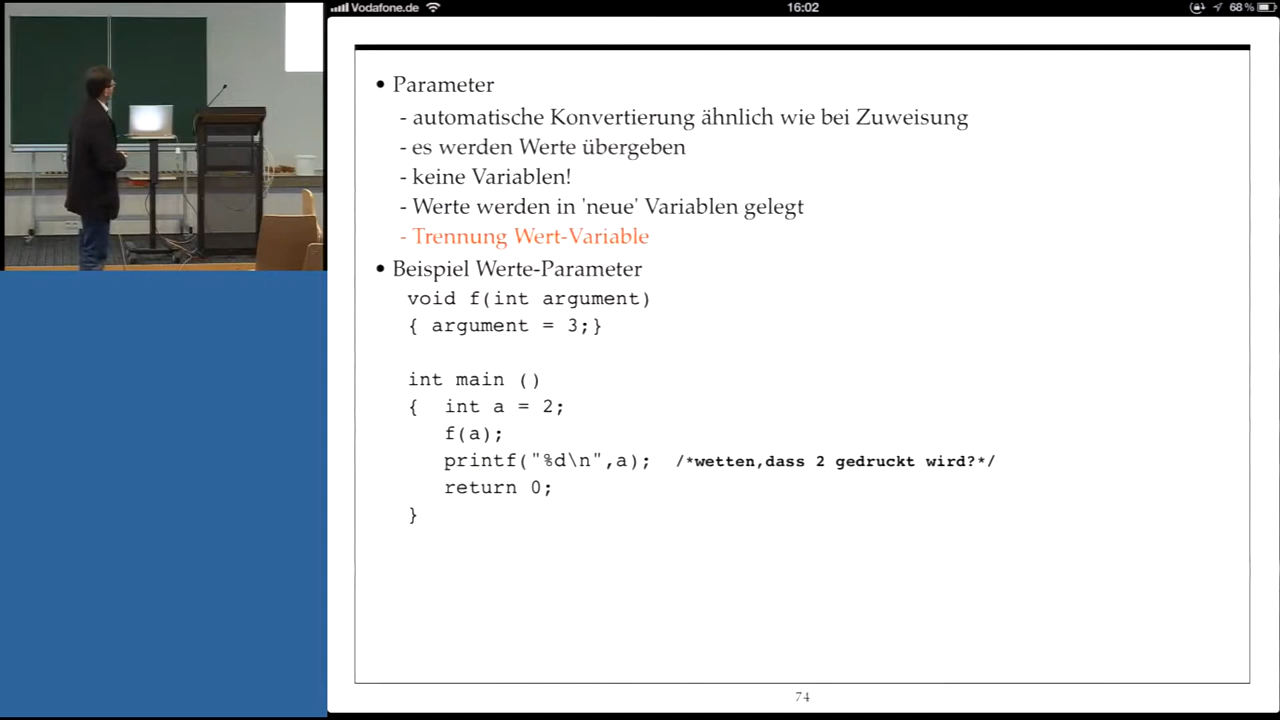 Vodafone.de 16:02 68 %
• Parameter
- automatische Konvertierung ähnlich wie bei Zuweisung
- es werden Werte übergeben
- keine Variablen!
- Werte werden in 'neue' Variablen gelegt
- Trennung Wert-Variable
• Beispiel Werte-Parameter
void f(int argument)
{ argument = 3;}
int main ()
{ int a = 2;
f(a);
printf("%d\n",a); /*wetten,dass 2 gedruckt wird?*/
return 0;
}
74